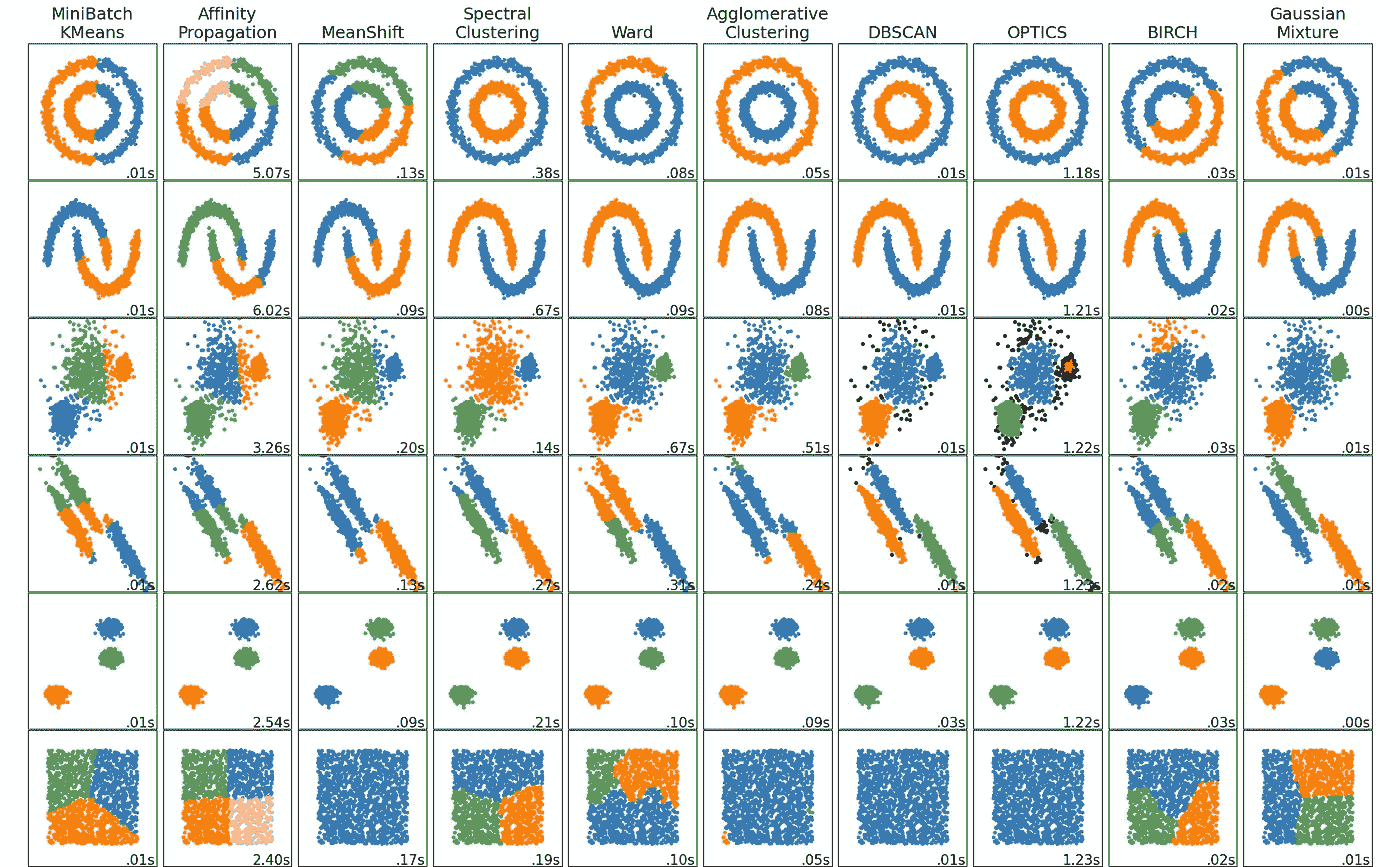 MiniBatch
KMeans
Affinity
Propagation
MeanShift
Spectral
Clustering
Ward
Agglomerative
Clustering
DBSCAN
OPTICS
BIRCH
Gaussian
Mixture
.01s
5.07s
.13s
.38s
.08s
.05s
.01s
1.18s
.03s
.01s
.01s
6.02s
.09s
.67s
.09s
.08s
.01s
1.21s
.02s
.00s
.01s
3.26s
.20s
.14s
.67s
.51s
.01s
1.22s
.03s
.01s
.01s
2.62s
.13s
.27s
.31s
.24s
.01s
1.23s
.02s
.01s
.01s
2.54s
.09s
.21s
.10s
.09s
.03s
1.22s
.03s
.00s
.01s
2.40s
.17s
.19s
.10s
.05s
.01s
1.23s
.02s
.01s